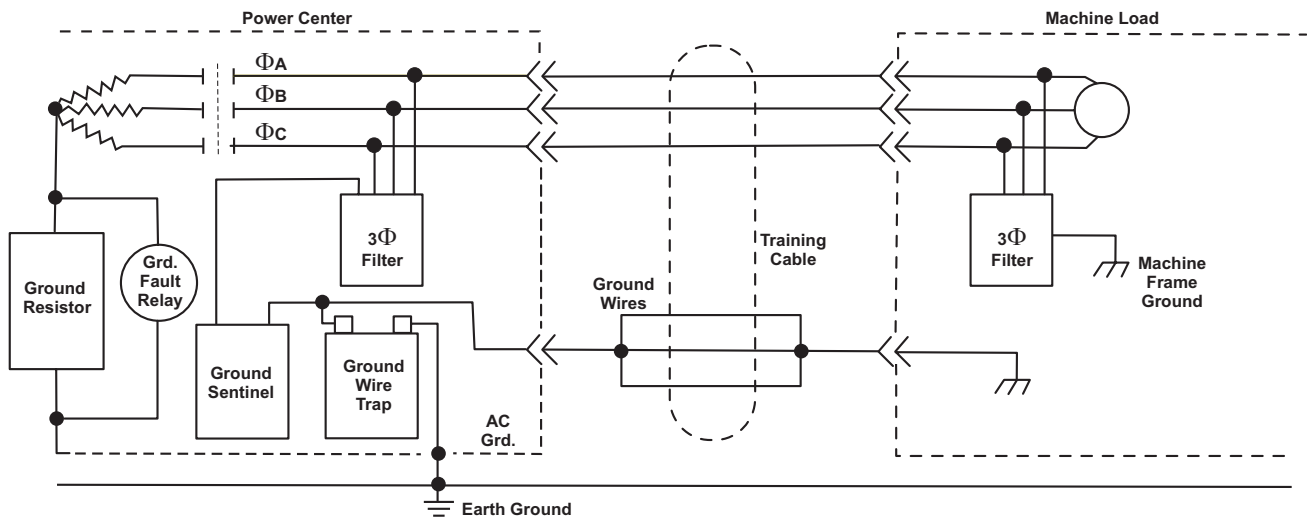 Power Center
Machine Load
ΦA
ΦB
ΦC
3Φ
Filter
3Φ
Filter
Training
Cable
Ground
Resistor
Grd.
Fault
Relay
Ground
Wires
Machine
Frame
Ground
Ground
Sentinel
Ground
Wire
Trap
AC
Grd.
Earth Ground